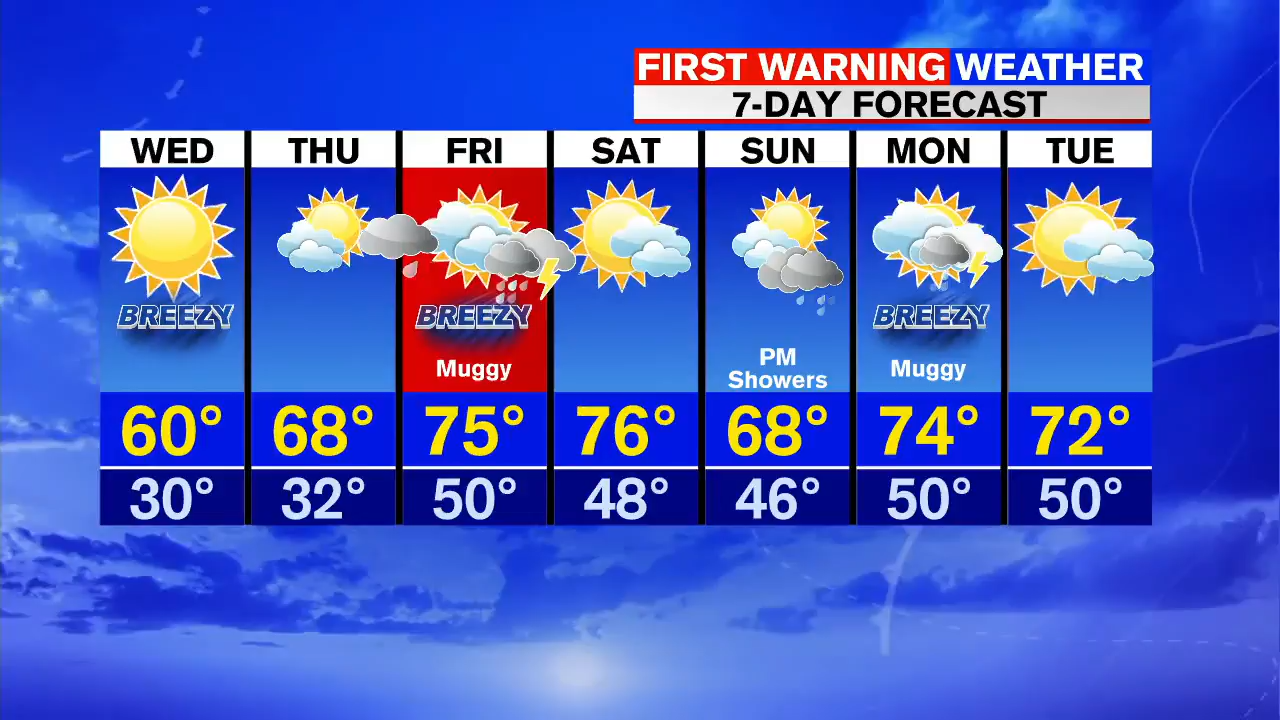 FIRST WARNING WEATHER
7-DAY FORECAST
WED THU FRI SAT SUN MON TUE
BREEZY BREEZY BREEZY
Muggy PM Showers Muggy
60° 68° 75° 76° 68° 74° 72°
30° 32° 50° 48° 46° 50° 50°